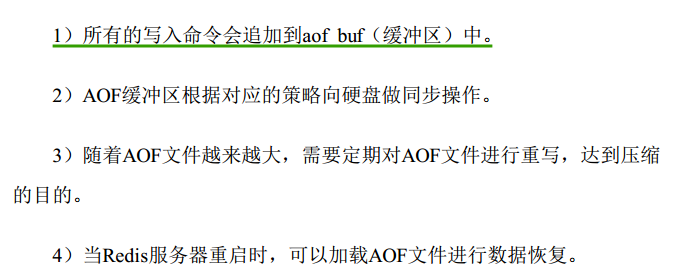 1）所有的写入命令会追加到aof_buf（缓冲区）中。
2）AOF缓冲区根据对应的策略向硬盘做同步操作。
3）随着AOF文件越来越大，需要定期对AOF文件进行重写，达到压缩
的目的。
4）当Redis服务器重启时，可以加载AOF文件进行数据恢复。